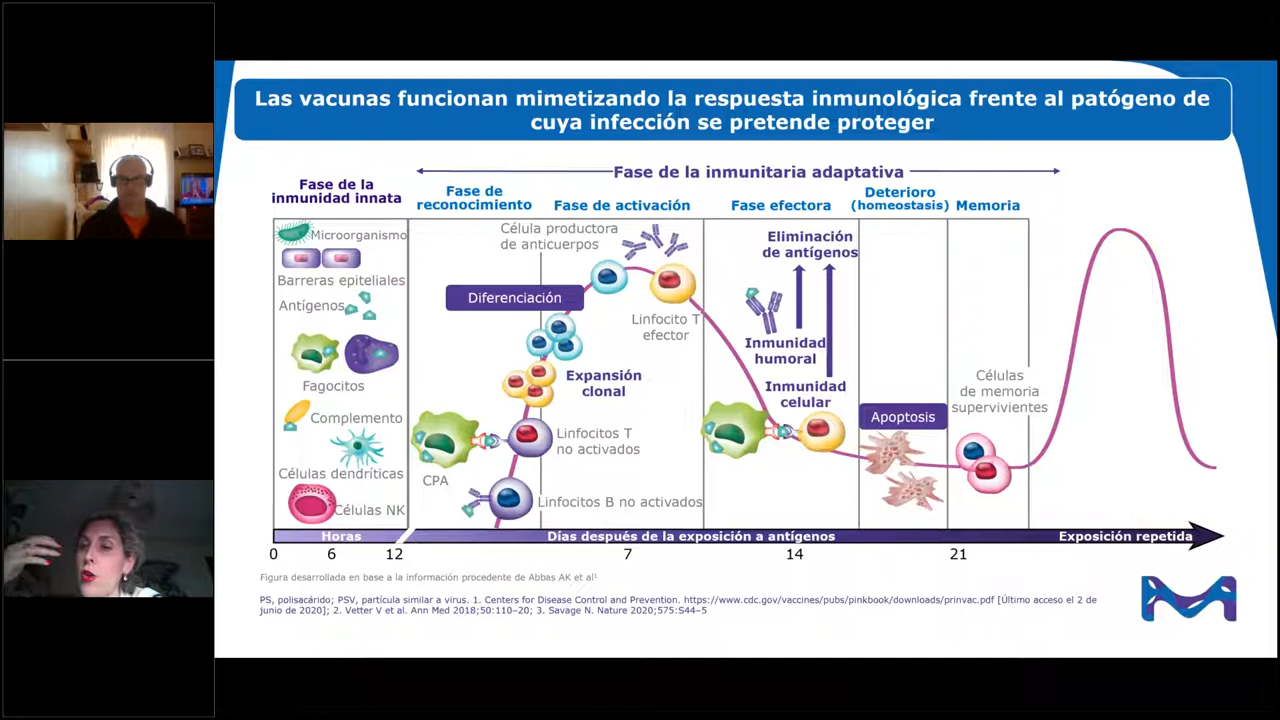 Las vacunas funcionan mimetizando la respuesta inmunológica frente al patógeno de
cuya infección se pretende proteger
Fase de la inmunitaria adaptativa
Fase de la
inmunidad innata
Fase de
reconocimiento
Fase de activación
Fase efectora
Deterioro
(homeostasis)
Memoria
Microorganismo
Barreras epiteliales
Antígenos
Fagocitos
Complemento
Células dendríticas
Células NK
Célula productora
de anticuerpos
Diferenciación
Linfocito T
efector
Expansión
clonal
Linfocitos T
no activados
CPA
Linfocitos B no activados
Eliminación
de antígenos
Inmunidad
humoral
Inmunidad
celular
Apoptosis
Células
de memoria
supervivientes
Horas
Días después de la exposición a antígenos
Exposición repetida
0 6 12 7 14 21
Figura desarrollada en base a la información procedente de Abbas AK et al¹
PS, polisacárido; PSV, partícula similar a virus. 1. Centers for Disease Control and Prevention. https://www.cdc.gov/vaccines/pubs/pinkbook/downloads/prinvac.pdf [Último acceso el 2 de
junio de 2020]; 2. Vetter V et al. Ann Med 2018;50:110–20; 3. Savage N. Nature 2020;575:S44–5